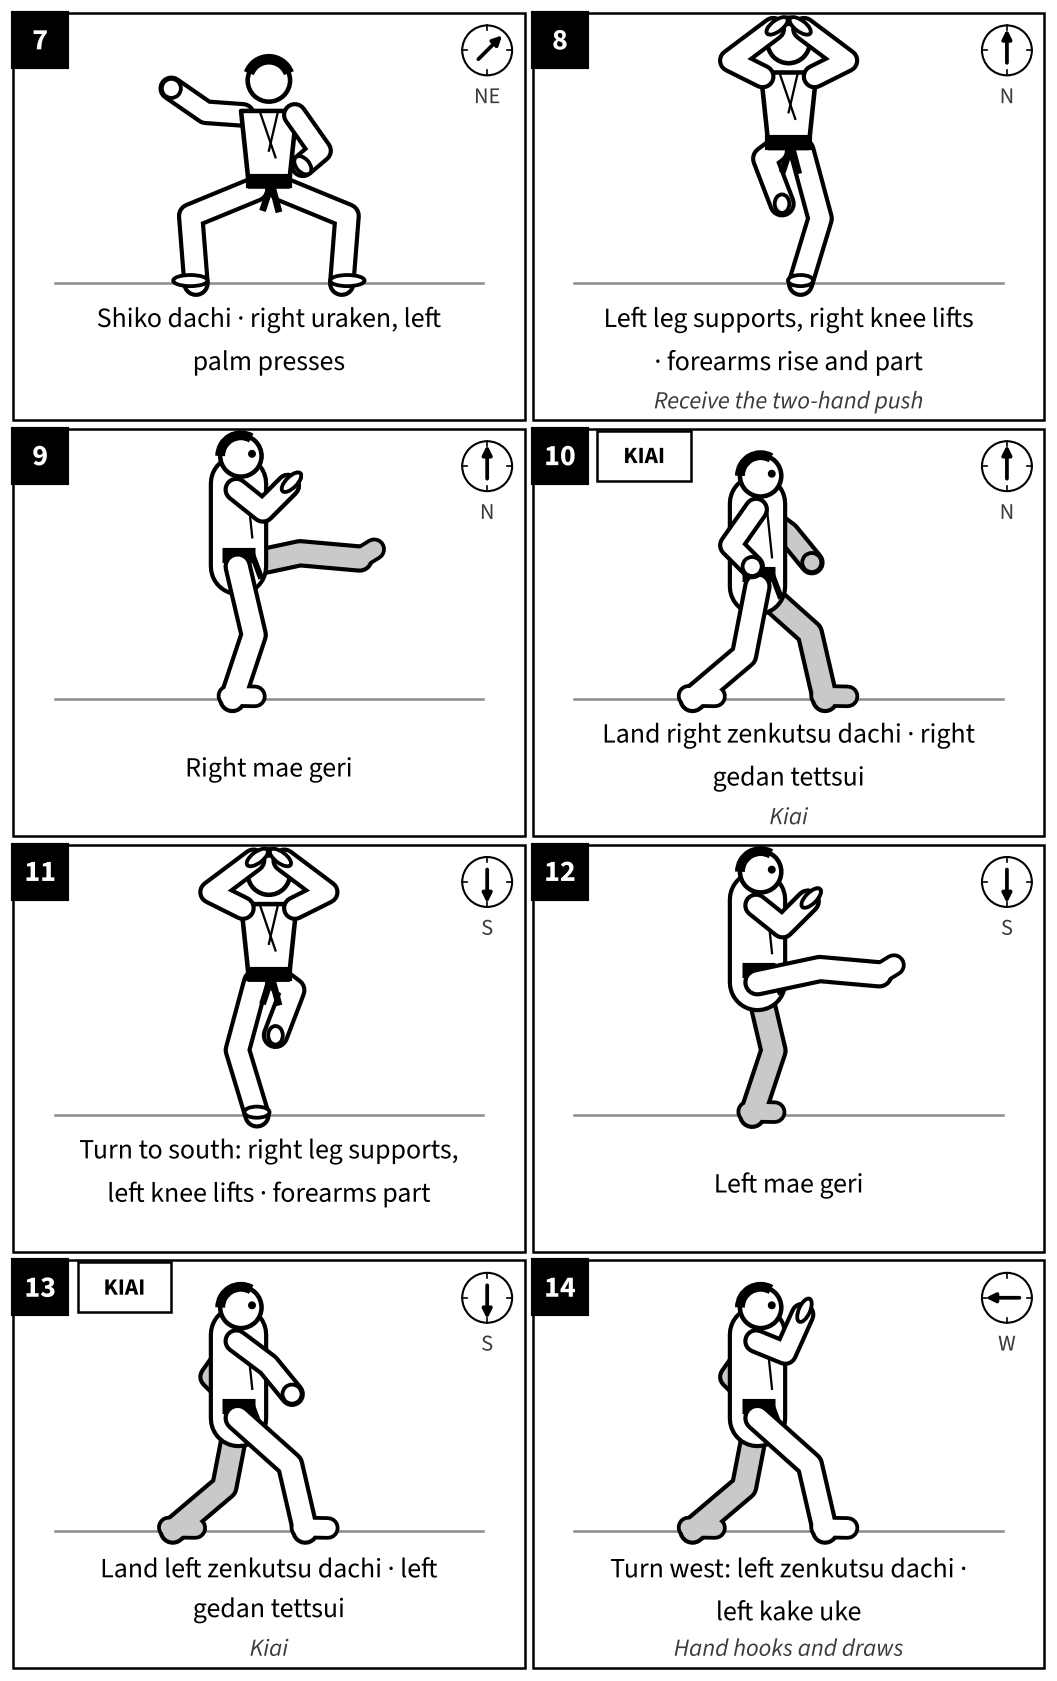 7
NE
Shiko dachi · right uraken, left
palm presses
8
N
Left leg supports, right knee lifts
· forearms rise and part
Receive the two-hand push
9
N
Right mae geri
10
KIAI
N
Land right zenkutsu dachi · right
gedan tettsui
Kiai
11
S
Turn to south: right leg supports,
left knee lifts · forearms part
12
S
Left mae geri
13
KIAI
S
Land left zenkutsu dachi · left
gedan tettsui
Kiai
14
W
Turn west: left zenkutsu dachi ·
left kake uke
Hand hooks and draws